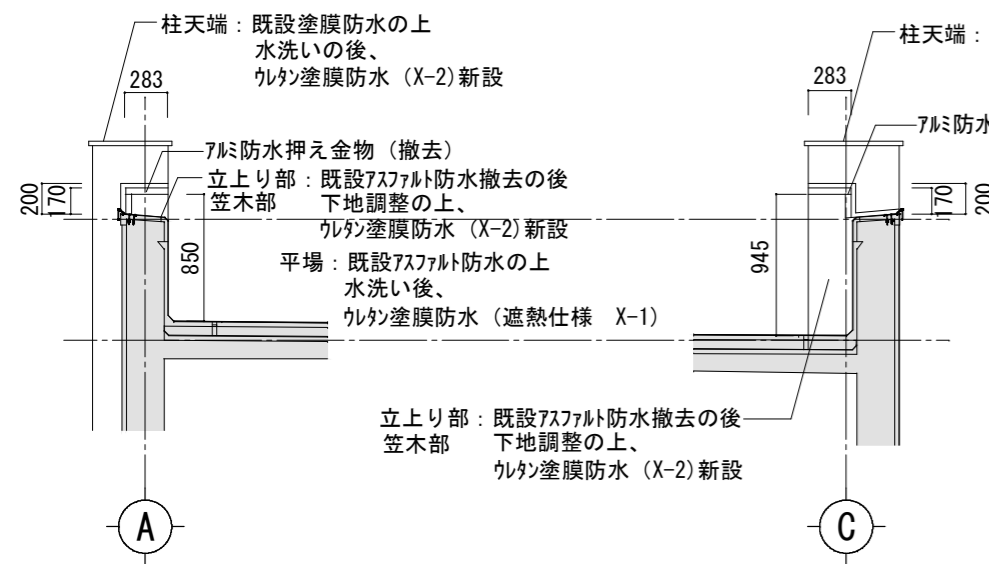 柱天端：既設塗膜防水の上
水洗いの後、
ｳﾚﾀﾝ塗膜防水（X-2）新設
283
ｱﾙﾐ防水押え金物（撤去）
立上り部：既設ｱｽﾌｧﾙﾄ防水撤去の後
笠木部　下地調整の上、
ｳﾚﾀﾝ塗膜防水（X-2）新設
200
170
850
平場：既設ｱｽﾌｧﾙﾄ防水の上
水洗い後、
ｳﾚﾀﾝ塗膜防水（遮熱仕様　X-1）
柱天端：
283
ｱﾙﾐ防水
170
200
945
立上り部：既設ｱｽﾌｧﾙﾄ防水撤去の後
笠木部　下地調整の上、
ｳﾚﾀﾝ塗膜防水（X-2）新設
A
C